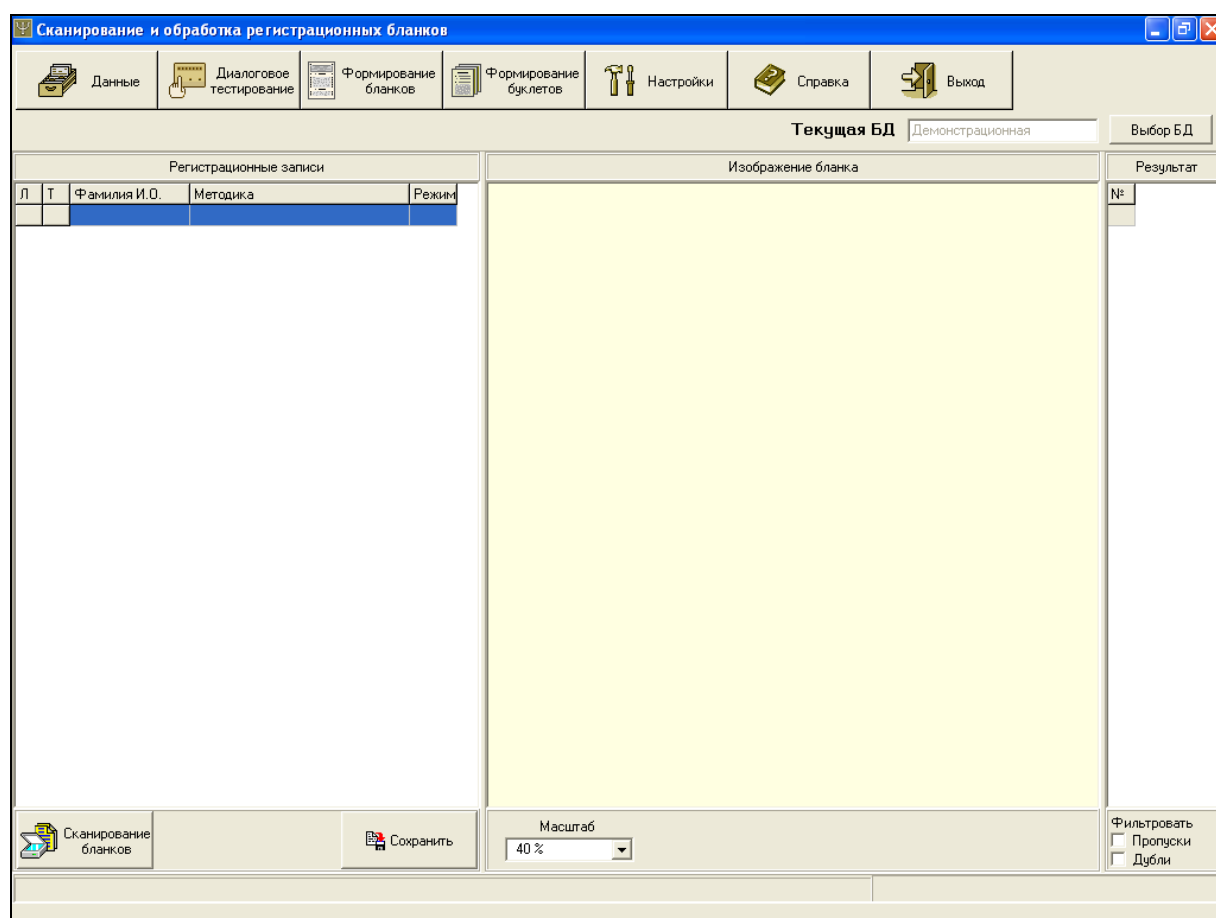 Сканирование и обработка регистрационных бланков
Данные
Диалоговое
тестирование
Формирование
бланков
Формирование
буклетов
Настройки
Справка
Выход
Текущая БД
Демонстрационная
Выбор БД
Регистрационные записи
Изображение бланка
Результат
Л Т Фамилия И.О. Методика Режим
№
Сканирование
бланков
Сохранить
Масштаб
40 %
Фильтровать
Пропуски
Дубли